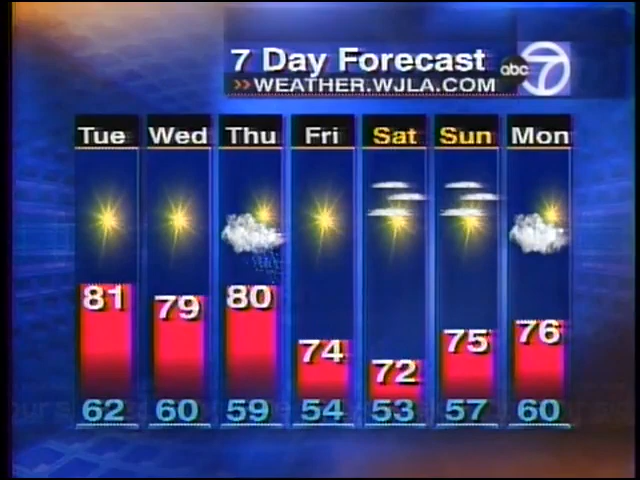 7 Day Forecast
>> WEATHER.WJLA.COM
abc 7
Tue Wed Thu Fri Sat Sun Mon
81 79 80 74 72 75 76
62 60 59 54 53 57 60